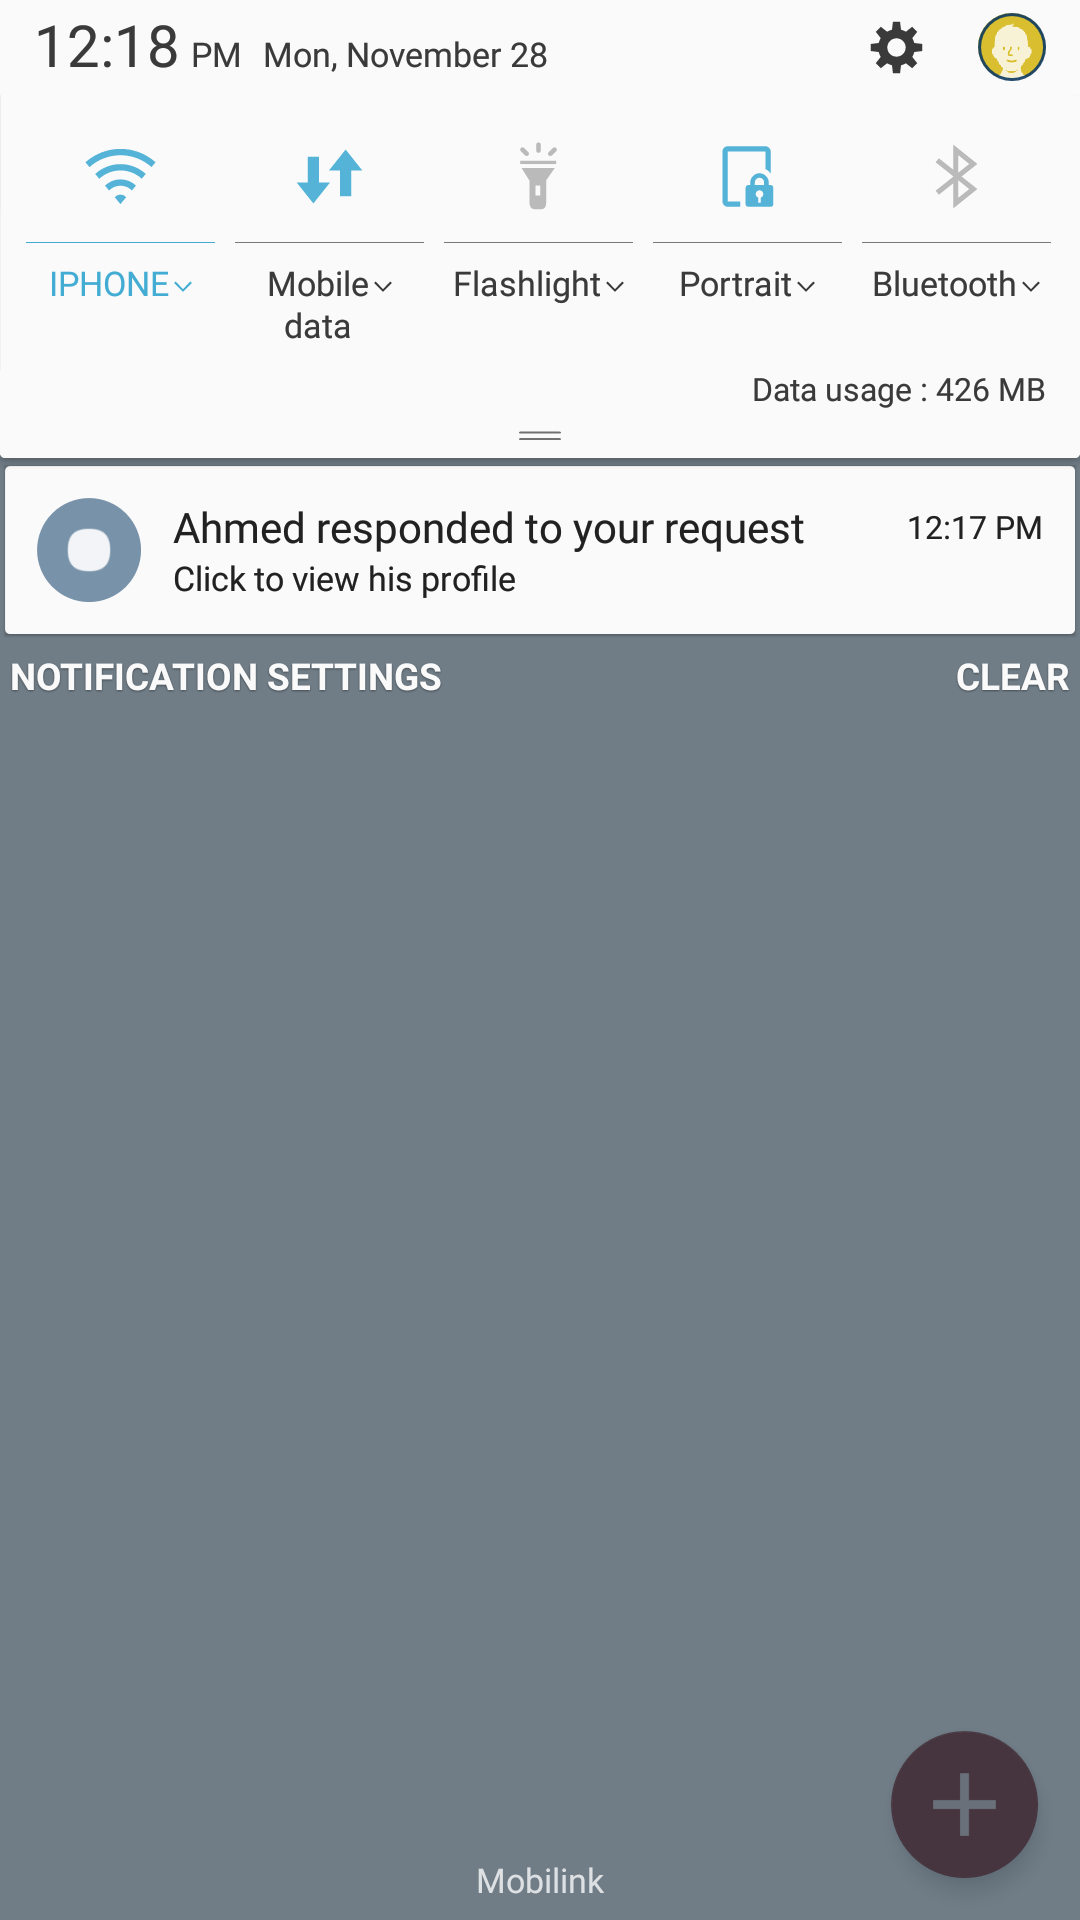 12:18 PM Mon, November 28
IPHONE Mobile data Flashlight Portrait Bluetooth
Data usage : 426 MB
Ahmed responded to your request 12:17 PM
Click to view his profile
NOTIFICATION SETTINGS CLEAR
Mobilink